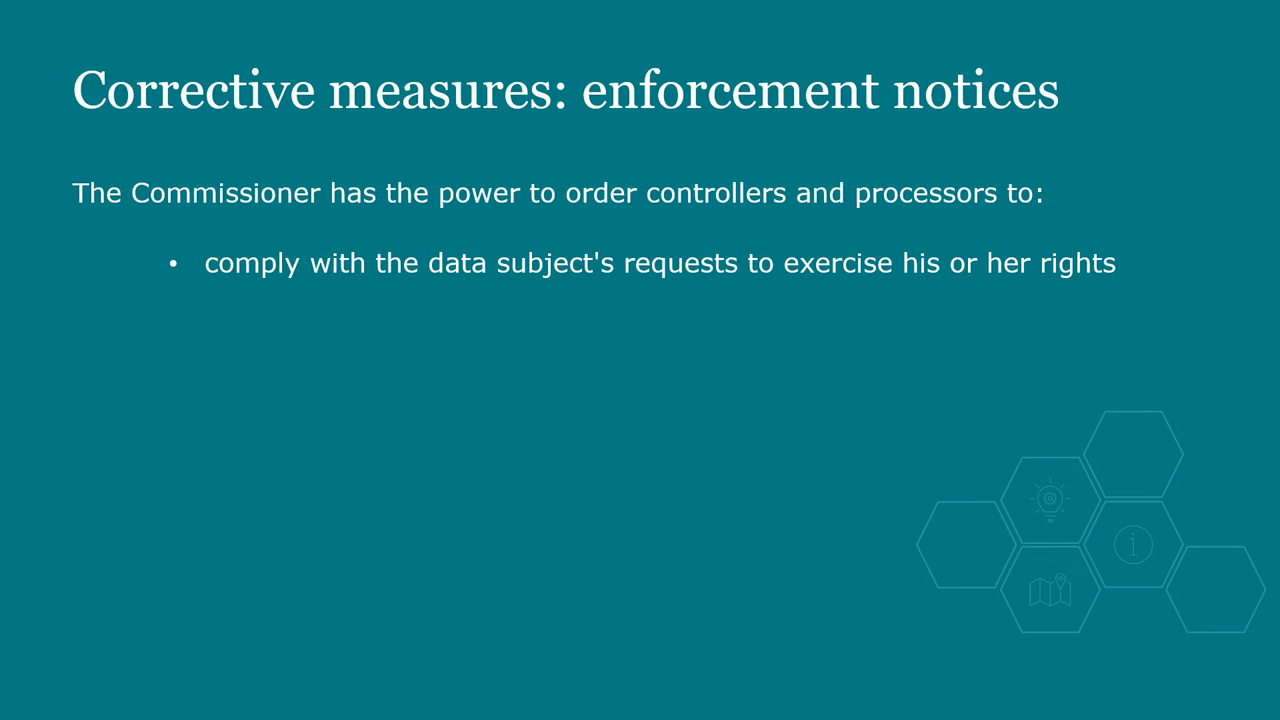 Corrective measures: enforcement notices
The Commissioner has the power to order controllers and processors to:
• comply with the data subject's requests to exercise his or her rights
i